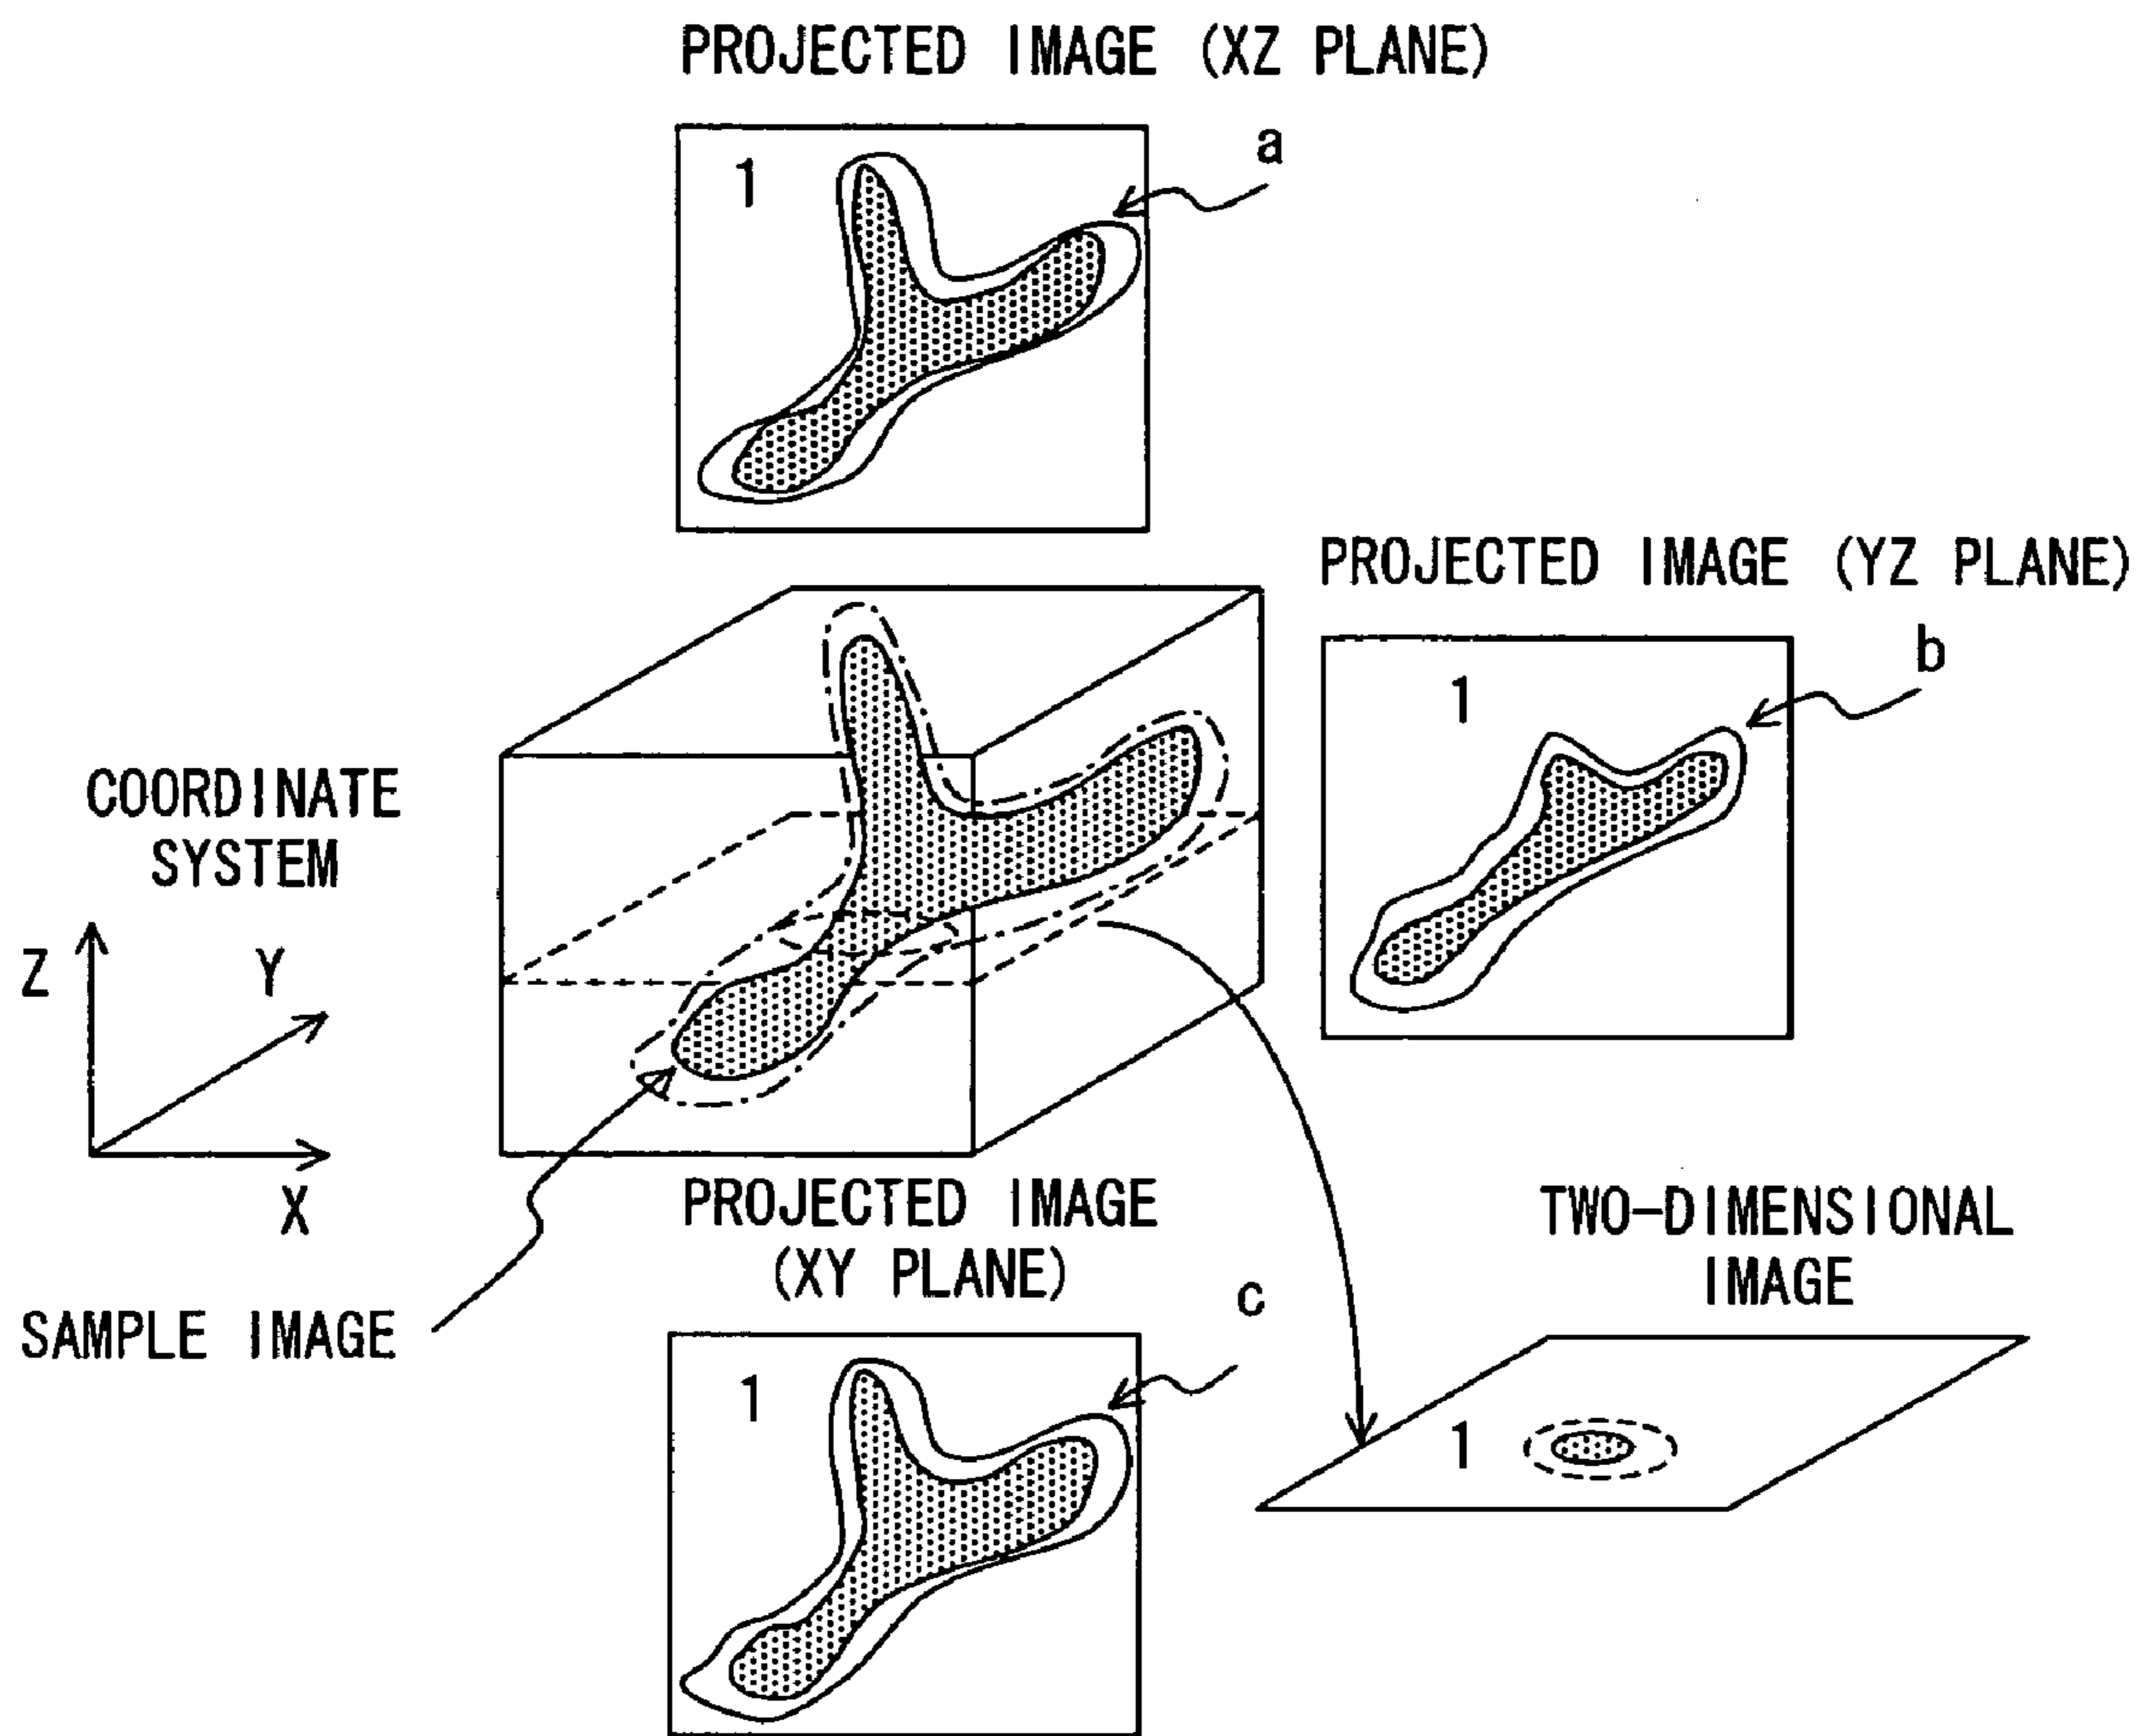 PROJECTED IMAGE (XZ PLANE)
a
1
PROJECTED IMAGE (YZ PLANE)
b
1
COORDINATE
SYSTEM
Z
Y
X
SAMPLE IMAGE
PROJECTED IMAGE
(XY PLANE)
c
1
TWO-DIMENSIONAL
IMAGE
1